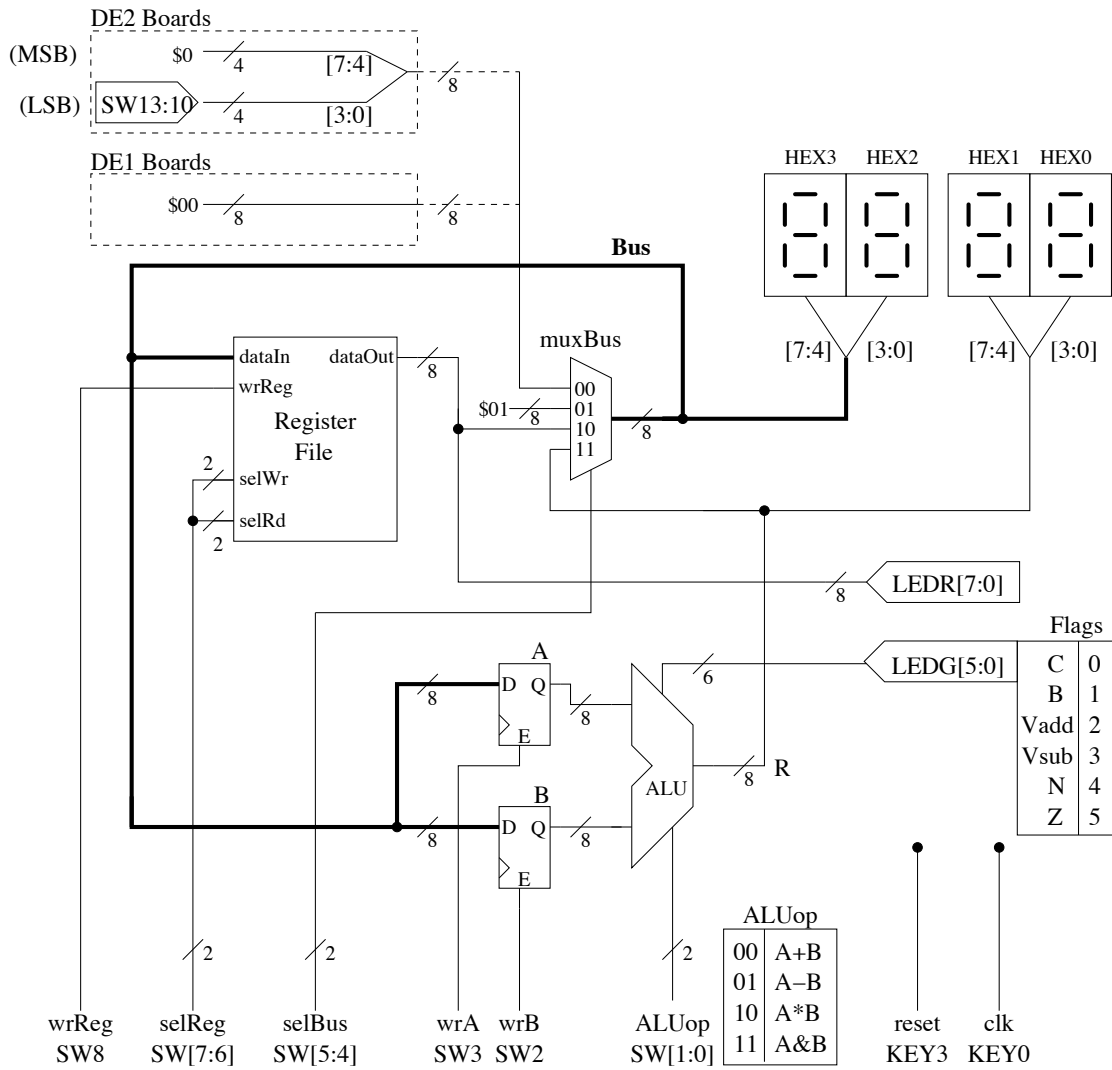 DE2 Boards
(MSB) $0 4 [7:4] 8
(LSB) SW13:10 4 [3:0]
DE1 Boards
$00 8 8
HEX3 HEX2 HEX1 HEX0
Bus
[7:4] [3:0] [7:4] [3:0]
muxBus
dataIn dataOut 8
wrReg
Register
File
selWr 2
selRd 2
00
$01 8 01
10
11
8
LEDR[7:0] 8
Flags
LEDG[5:0] 6
C 0
B 1
Vadd 2
Vsub 3
N 4
Z 5
A
8 D Q 8
E
ALU
8 R
B
8 D Q 8
E
ALUop
00 A+B
01 A−B
10 A*B
11 A&B
2 2 2
wrReg selReg selBus wrA wrB ALUop reset clk
SW8 SW[7:6] SW[5:4] SW3 SW2 SW[1:0] KEY3 KEY0